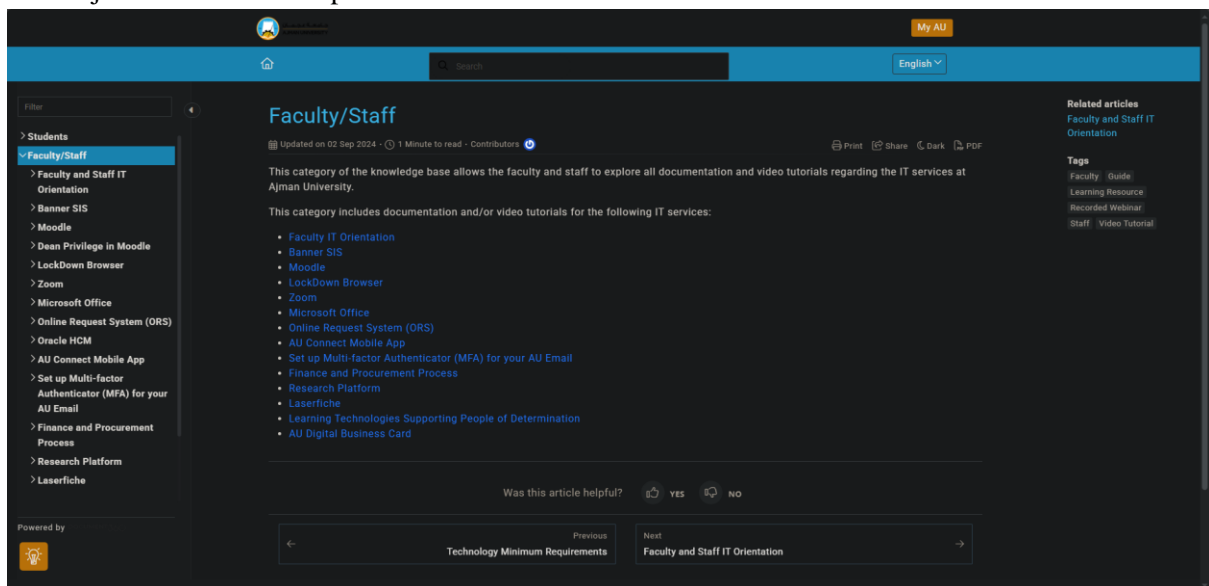 My AU
Search
English
Filter
Students
Faculty/Staff
Faculty and Staff IT
Orientation
Banner SIS
Moodle
Dean Privilege in Moodle
LockDown Browser
Zoom
Microsoft Office
Online Request System (ORS)
Oracle HCM
AU Connect Mobile App
Set up Multi-factor
Authenticator (MFA) for your
AU Email
Finance and Procurement
Process
Research Platform
Laserfiche
Powered by
Faculty/Staff
Updated on 02 Sep 2024 - 1 Minute to read - Contributors
Print Share Dark PDF
This category of the knowledge base allows the faculty and staff to explore all documentation and video tutorials regarding the IT services at
Ajman University.
This category includes documentation and/or video tutorials for the following IT services:
• Faculty IT Orientation
• Banner SIS
• Moodle
• LockDown Browser
• Zoom
• Microsoft Office
• Online Request System (ORS)
• AU Connect Mobile App
• Set up Multi-factor Authenticator (MFA) for your AU Email
• Finance and Procurement Process
• Research Platform
• Laserfiche
• Learning Technologies Supporting People of Determination
• AU Digital Business Card
Was this article helpful? YES NO
Previous
Technology Minimum Requirements
Next
Faculty and Staff IT Orientation
Related articles
Faculty and Staff IT
Orientation
Tags
Faculty Guide
Learning Resource
Recorded Webinar
Staff Video Tutorial